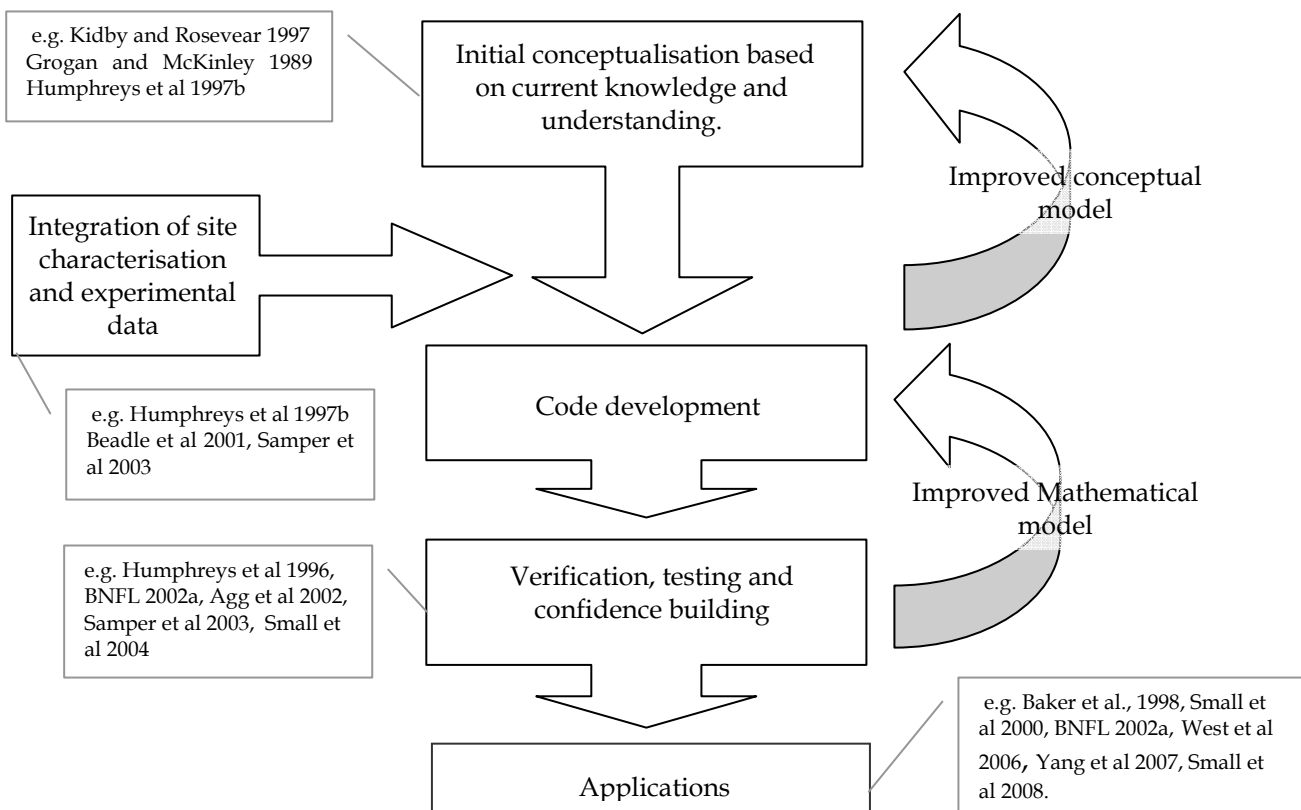 e.g. Kidby and Rosevear 1997
Grogan and McKinley 1989
Humphreys et al 1997b
Initial conceptualisation based
on current knowledge and
understanding.
Improved conceptual
model
Integration of site
characterisation
and experimental
data
e.g. Humphreys et al 1997b
Beadle et al 2001, Samper et
al 2003
Code development
Improved Mathematical
model
e.g. Humphreys et al 1996,
BNFL 2002a, Agg et al 2002,
Samper et al 2003, Small et
al 2004
Verification, testing and
confidence building
e.g. Baker et al., 1998, Small et
al 2000, BNFL 2002a, West et al
2006, Yang et al 2007, Small et
al 2008.
Applications